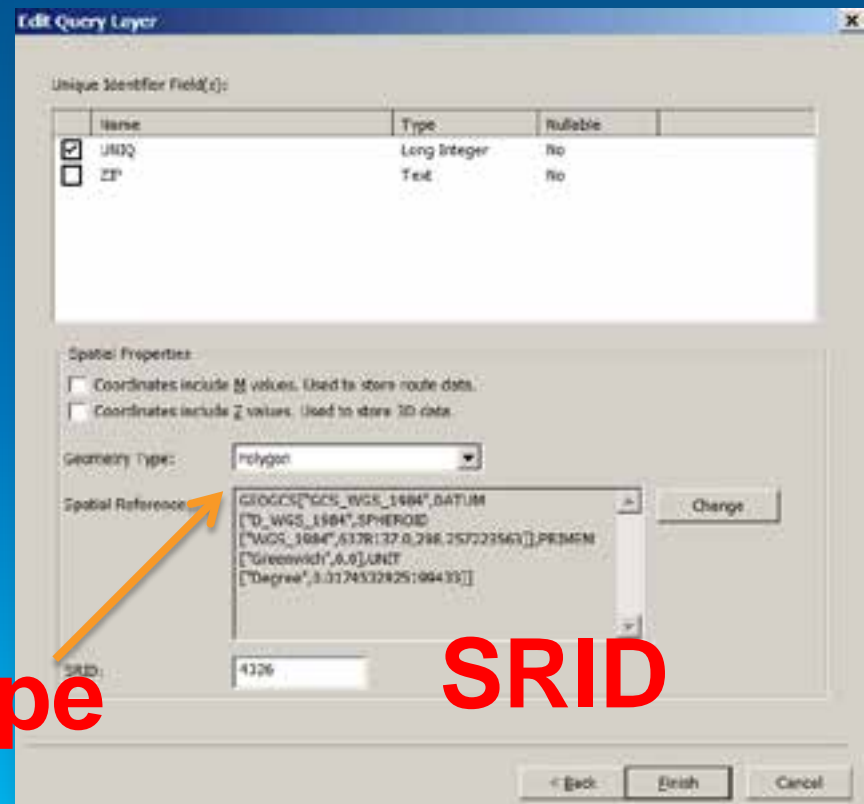 Edit Query Layer
Unique Identifier Field(s):
Name Type Nullable
UNIQ Long Integer No
ZIP Text No
Spatial Properties
Coordinates include M values. Used to store route data.
Coordinates include Z values. Used to store 3D data.
Geometry Type: Polygon
Spatial Reference: GEOGCS["GCS_WGS_1984",DATUM
["D_WGS_1984",SPHEROID
["WGS_1984",6378137.0,298.257223563]],PRIMEM
["Greenwich",0.0],UNIT
["Degree",0.0174532925199433]]
Change
SRID
SRID: 4326
pe
< Back Finish Cancel